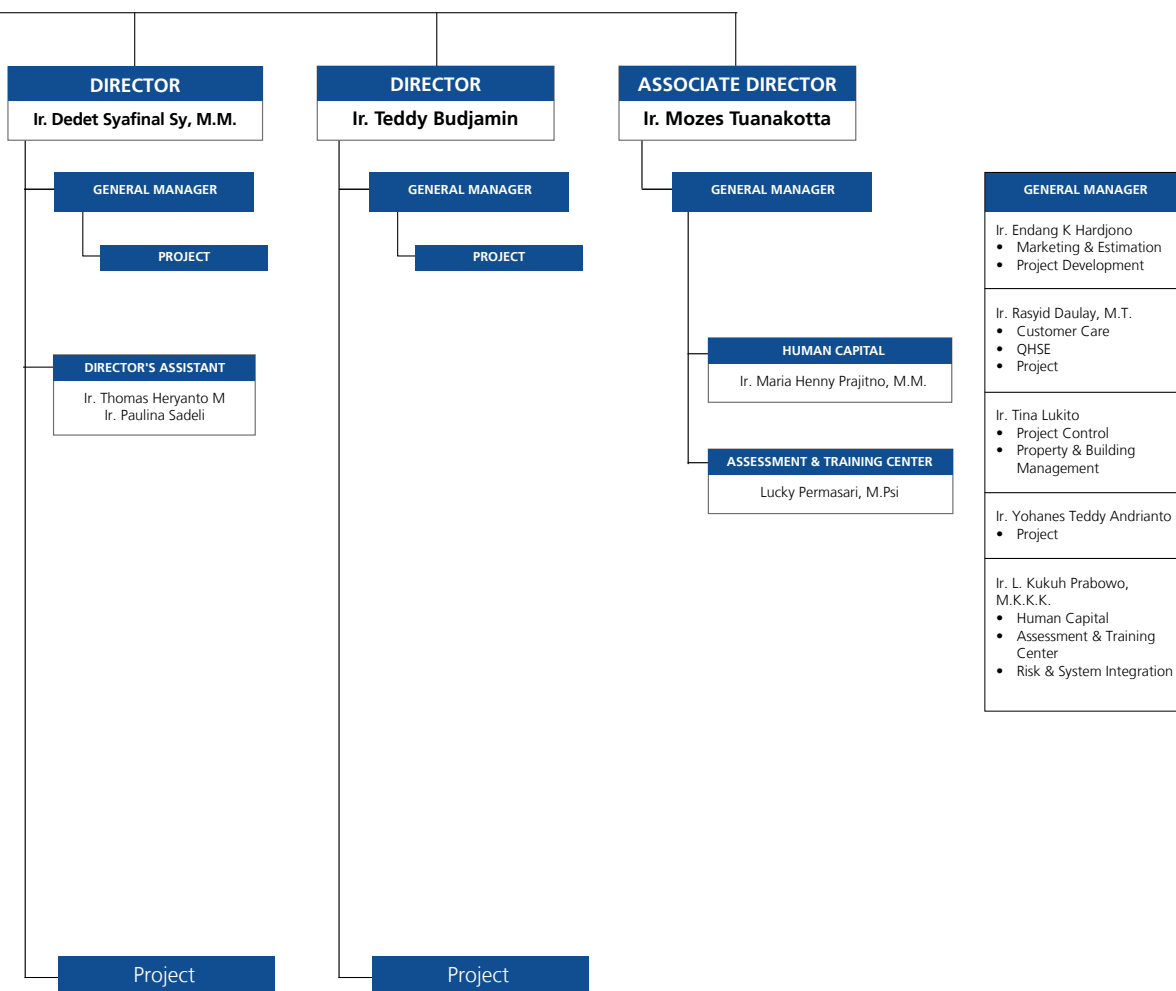 DIRECTOR
Ir. Dedet Syafinal Sy, M.M.
GENERAL MANAGER
PROJECT
DIRECTOR'S ASSISTANT
Ir. Thomas Heryanto M
Ir. Paulina Sadeli
Project
DIRECTOR
Ir. Teddy Budjamin
GENERAL MANAGER
PROJECT
Project
ASSOCIATE DIRECTOR
Ir. Mozes Tuanakotta
GENERAL MANAGER
HUMAN CAPITAL
Ir. Maria Henny Prajitno, M.M.
ASSESSMENT & TRAINING CENTER
Lucky Permasari, M.Psi
GENERAL MANAGER
Ir. Endang K Hardjono
• Marketing & Estimation
• Project Development
Ir. Rasyid Daulay, M.T.
• Customer Care
• QHSE
• Project
Ir. Tina Lukito
• Project Control
• Property & Building
Management
Ir. Yohanes Teddy Andrianto
• Project
Ir. L. Kukuh Prabowo,
M.K.K.K.
• Human Capital
• Assessment & Training
Center
• Risk & System Integration